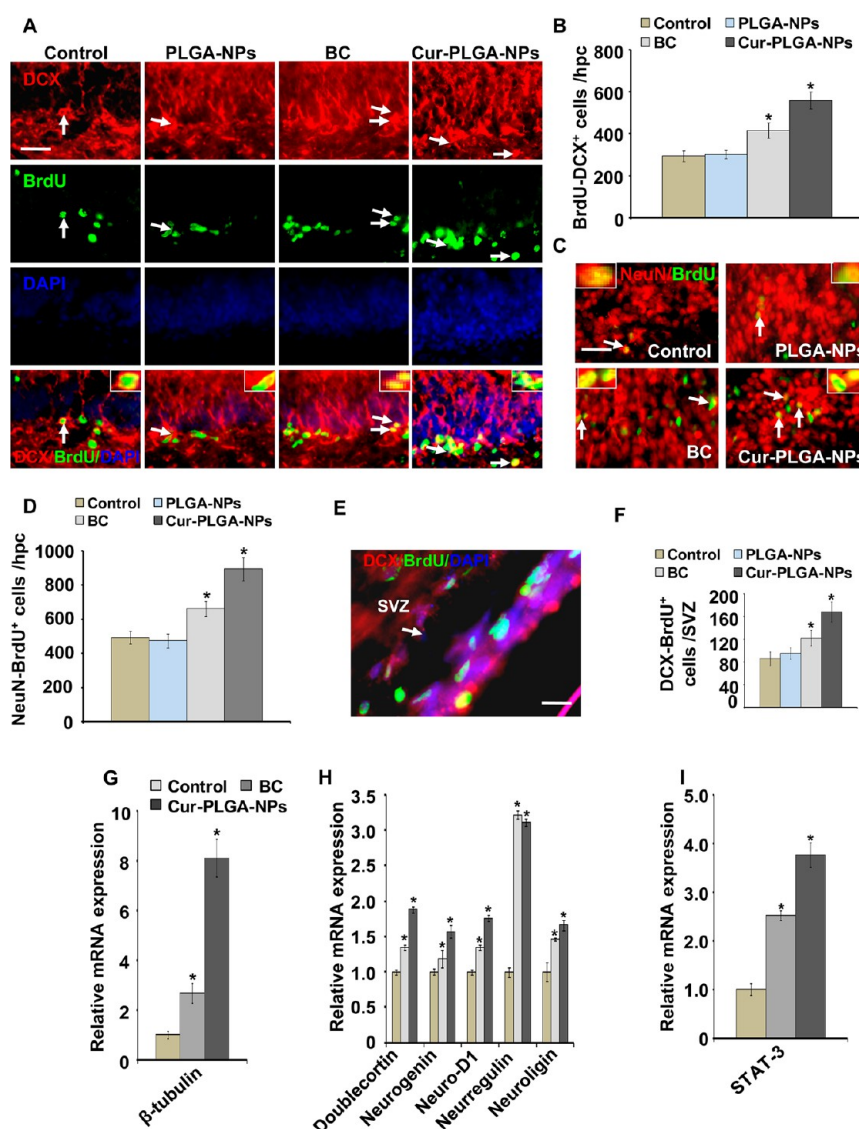 A
Control
PLGA-NPs
BC
Cur-PLGA-NPs
DCX
BrdU
DAPI
DCX/BrdU/DAPI
B
Control
PLGA-NPs
BC
Cur-PLGA-NPs
BrdU-DCX+ cells /hpc
800
600
400
200
0
*
*
C
NeuN/BrdU
Control
PLGA-NPs
BC
Cur-PLGA-NPs
D
Control
PLGA-NPs
BC
Cur-PLGA-NPs
NeuN-BrdU+ cells /hpc
1000
800
600
400
200
0
*
*
E
DCX/BrdU/DAPI
SVZ
F
Control
PLGA-NPs
BC
Cur-PLGA-NPs
DCX-BrdU+
cells /SVZ
200
160
120
80
40
0
*
*
G
Control
BC
Cur-PLGA-NPs
Relative mRNA expression
10
8
6
4
2
0
*
*
β-tubulin
H
Relative mRNA expression
3.5
3.0
2.5
2.0
1.5
1.0
0.5
0.0
*
*
*
*
*
*
*
*
*
*
Doublecortin
Neurogenin
Neuro-D1
Neurregulin
Neuroligin
I
Relative mRNA expression
5.0
4.0
3.0
2.0
1.0
0.0
*
*
STAT-3